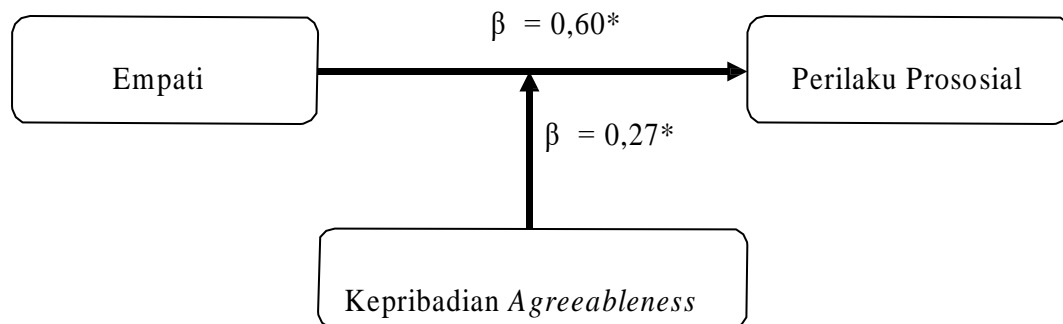 β = 0,60*
Empati
Perilaku Prososial
β = 0,27*
Kepribadian Agreeableness